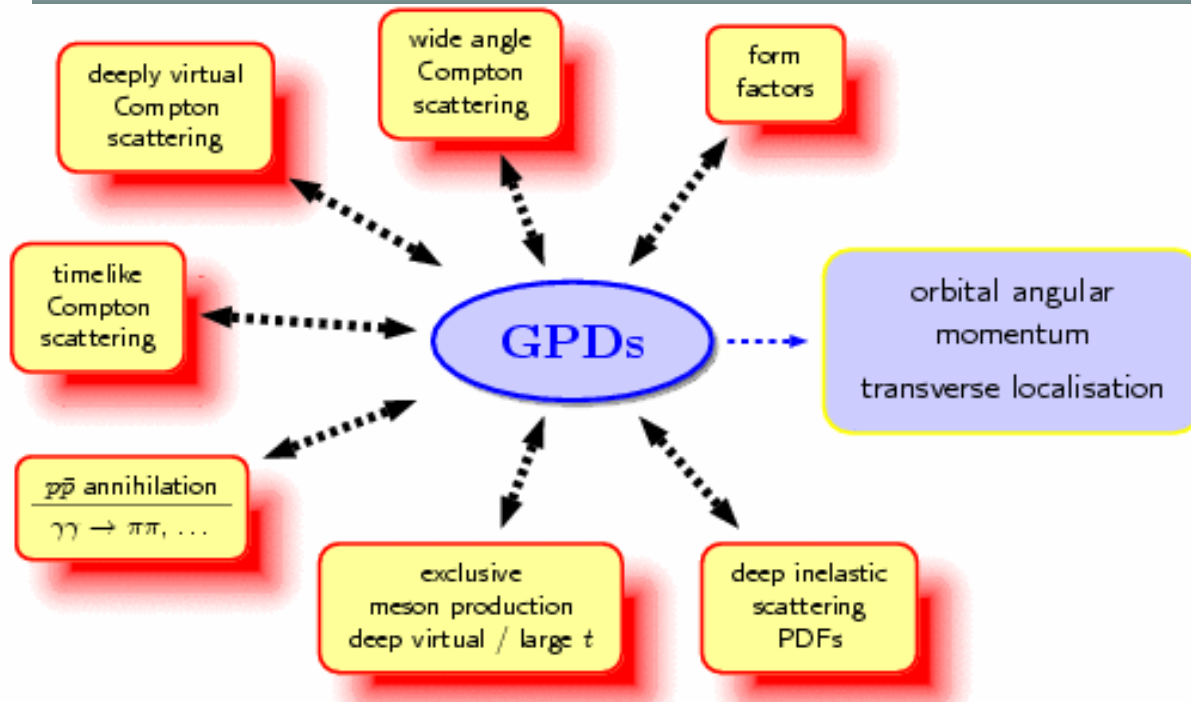 deeply virtual
Compton
scattering
wide angle
Compton
scattering
form
factors
timelike
Compton
scattering
GPDs
orbital angular
momentum
transverse localisation
pp̄ annihilation
γγ → ππ, ...
exclusive
meson production
deep virtual / large t
deep inelastic
scattering
PDFs